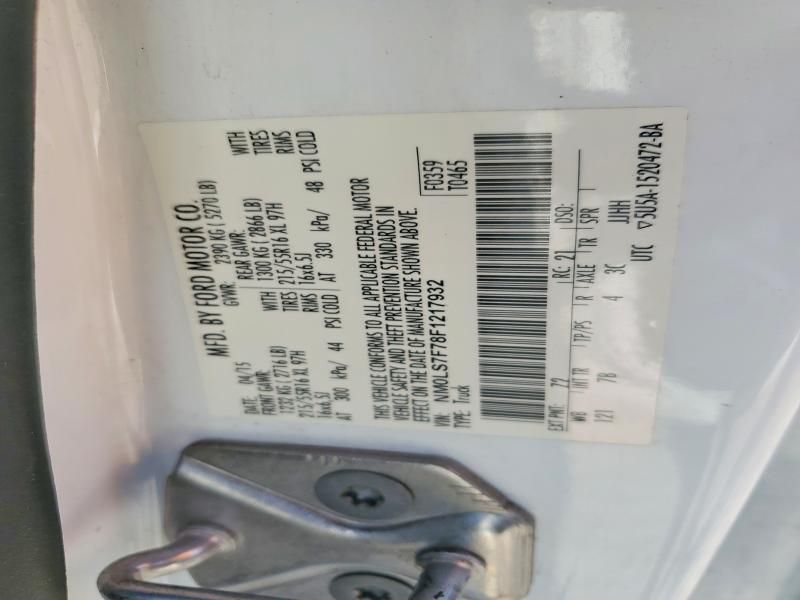 MFD. BY FORD MOTOR CO.
DATE: 04/15 GVWR: 2390 KG ( 5270 LB)
FRONT GAWR: REAR GAWR:
1232 KG ( 2716 LB) WITH 1300 KG ( 2866 LB) WITH
215/55R16 XL 97H TIRES 215/55R16 XL 97H TIRES
16x6.5J RIMS 16x6.5J RIMS
AT 300 kPa/ 44 PSI COLD AT 330 kPa/ 48 PSI COLD
THIS VEHICLE CONFORMS TO ALL APPLICABLE FEDERAL MOTOR
VEHICLE SAFETY AND THEFT PREVENTION STANDARDS IN
EFFECT ON THE DATE OF MANUFACTURE SHOWN ABOVE.
VIN: NM0LS7F78F1217932 F0359
TYPE: Truck T0465
EXT PNT: 7Z RC: 21 DSO:
WB INT TR TP/PS R AXLE TR SPR
121 7B 4 3C JJHH
UTC ▽5U5A-1520472-BA